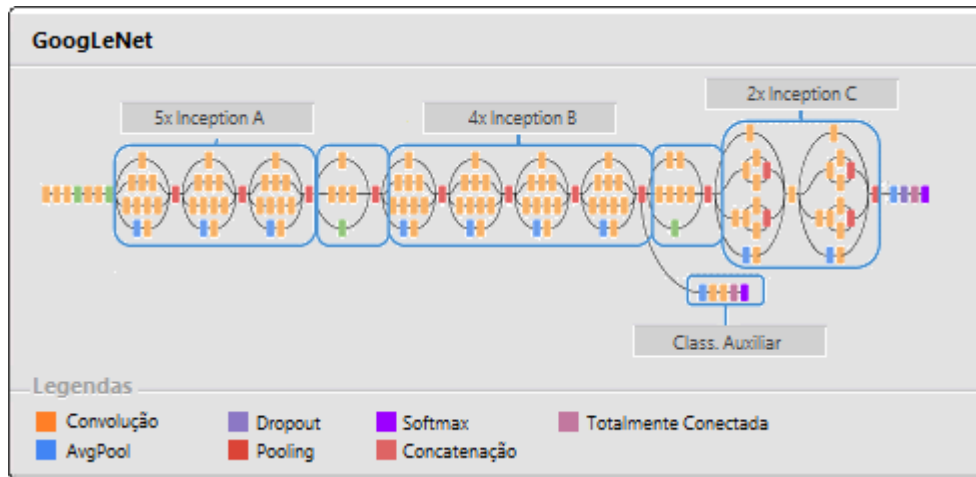 GoogLeNet
5x Inception A
4x Inception B
2x Inception C
Class. Auxiliar
Legendas
Convolução
Dropout
Softmax
Totalmente Conectada
AvgPool
Pooling
Concatenação